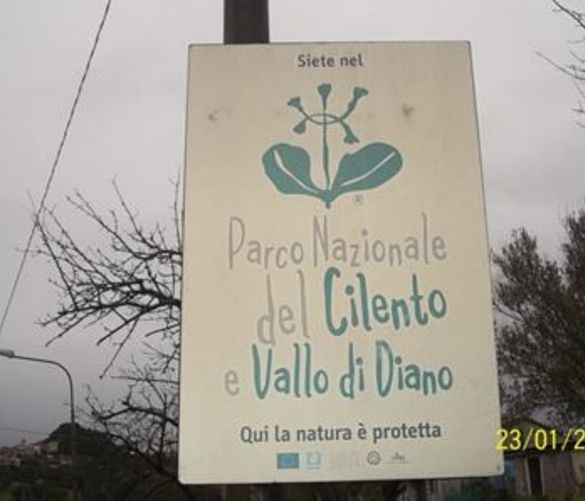 Siete nel
®
Parco Nazionale
del Cilento
e Vallo di Diano
Qui la natura è protetta
23/01/2